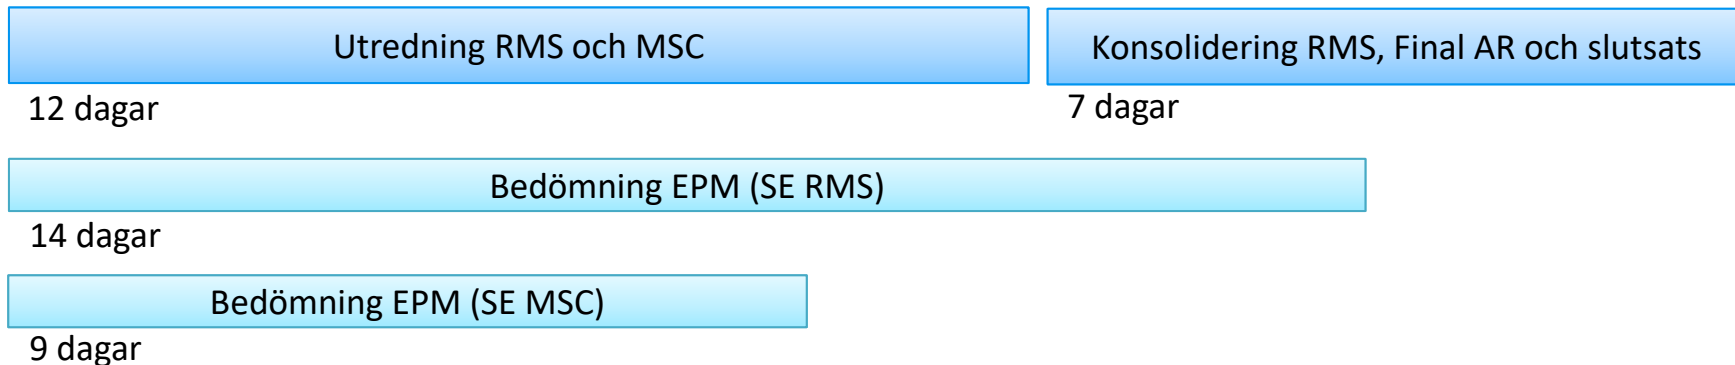 Utredning RMS och MSC
Konsolidering RMS, Final AR och slutsats
12 dagar
7 dagar
Bedömning EPM (SE RMS)
14 dagar
Bedömning EPM (SE MSC)
9 dagar